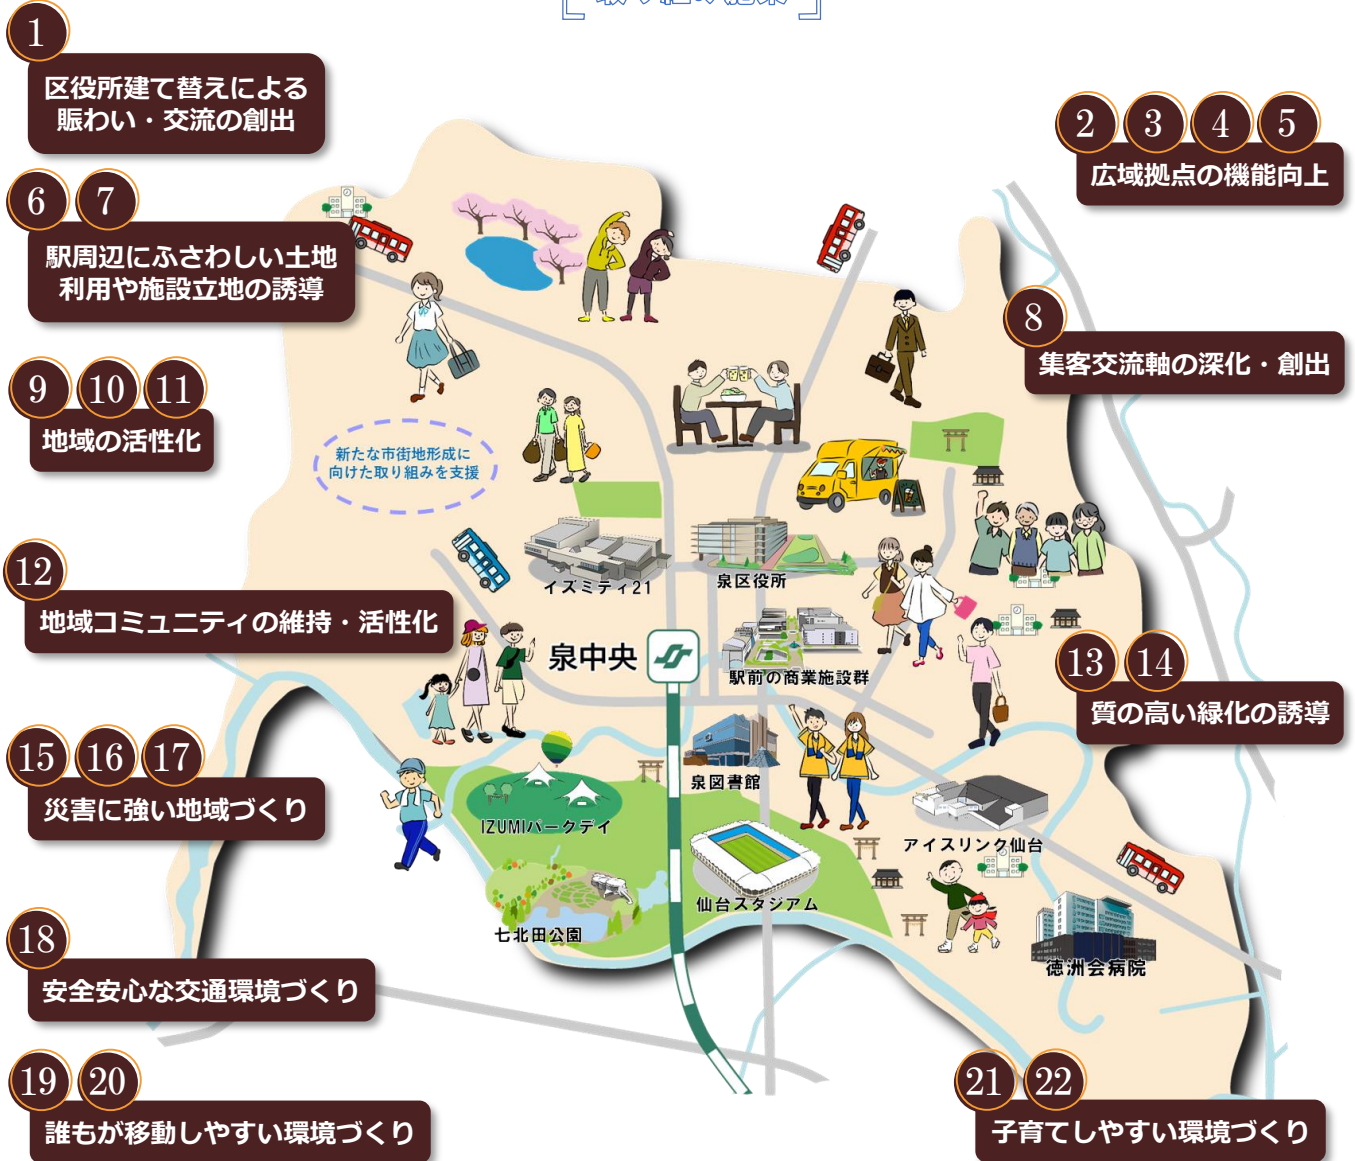 取り組み施策
1
区役所建て替えによる
賑わい・交流の創出
2 3 4 5
広域拠点の機能向上
6 7
駅周辺にふさわしい土地
利用や施設立地の誘導
8
集客交流軸の深化・創出
9 10 11
地域の活性化
新たな市街地形成に
向けた取り組みを支援
イズミティ21
泉区役所
12
地域コミュニティの維持・活性化
泉中央
駅前の商業施設群
13 14
質の高い緑化の誘導
15 16 17
災害に強い地域づくり
泉図書館
IZUMIパークデイ
アイスリンク仙台
仙台スタジアム
七北田公園
徳洲会病院
18
安全安心な交通環境づくり
19 20
誰もが移動しやすい環境づくり
21 22
子育てしやすい環境づくり